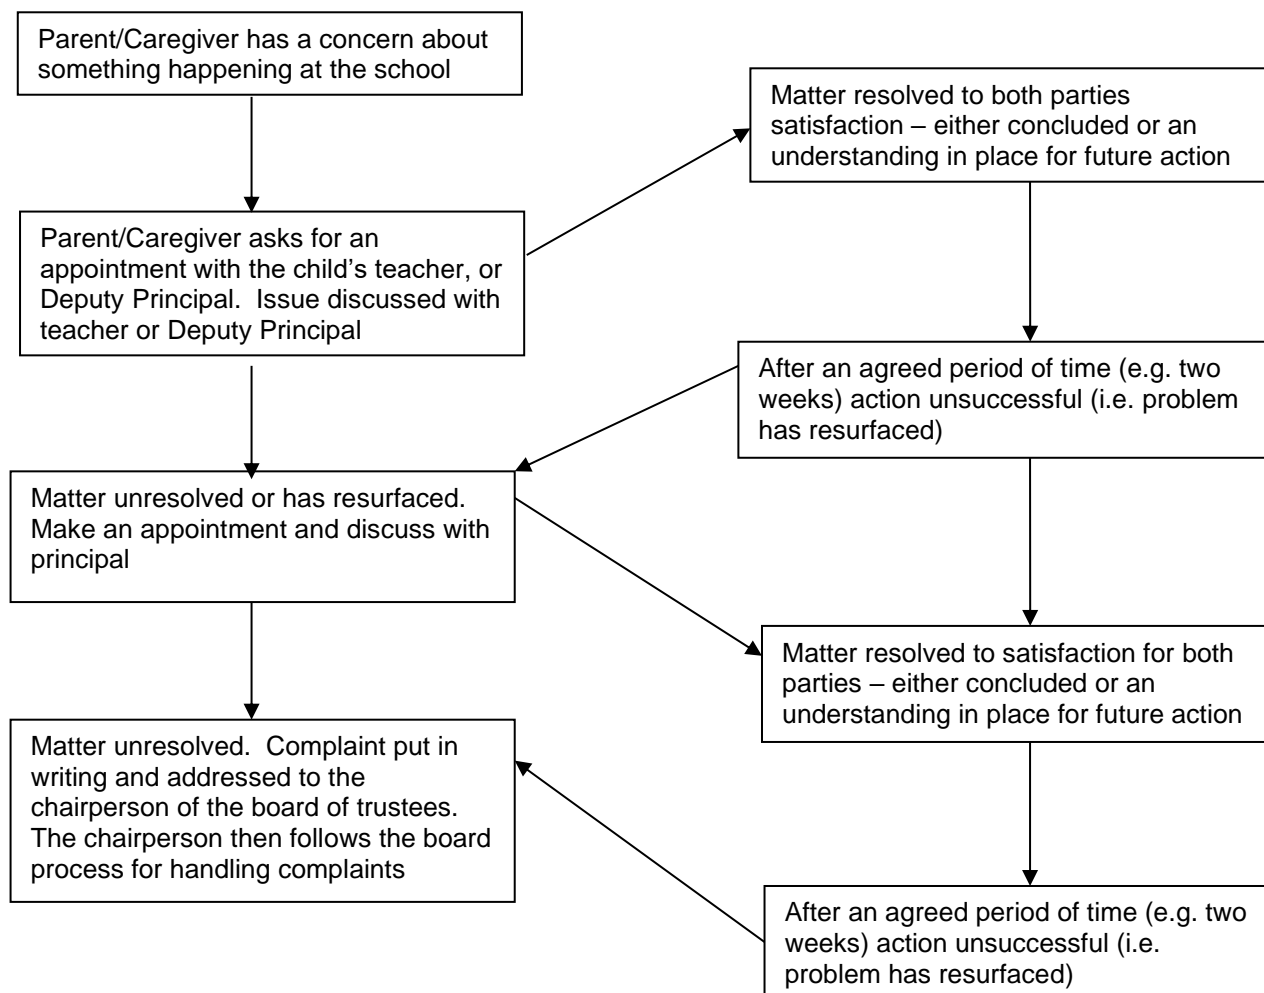 Parent/Caregiver has a concern about
something happening at the school
Matter resolved to both parties
satisfaction – either concluded or an
understanding in place for future action
Parent/Caregiver asks for an
appointment with the child’s teacher, or
Deputy Principal.  Issue discussed with
teacher or Deputy Principal
After an agreed period of time (e.g. two
weeks) action unsuccessful (i.e. problem
has resurfaced)
Matter unresolved or has resurfaced.
Make an appointment and discuss with
principal
Matter resolved to satisfaction for both
parties – either concluded or an
understanding in place for future action
Matter unresolved.  Complaint put in
writing and addressed to the
chairperson of the board of trustees.
The chairperson then follows the board
process for handling complaints
After an agreed period of time (e.g. two
weeks) action unsuccessful (i.e.
problem has resurfaced)